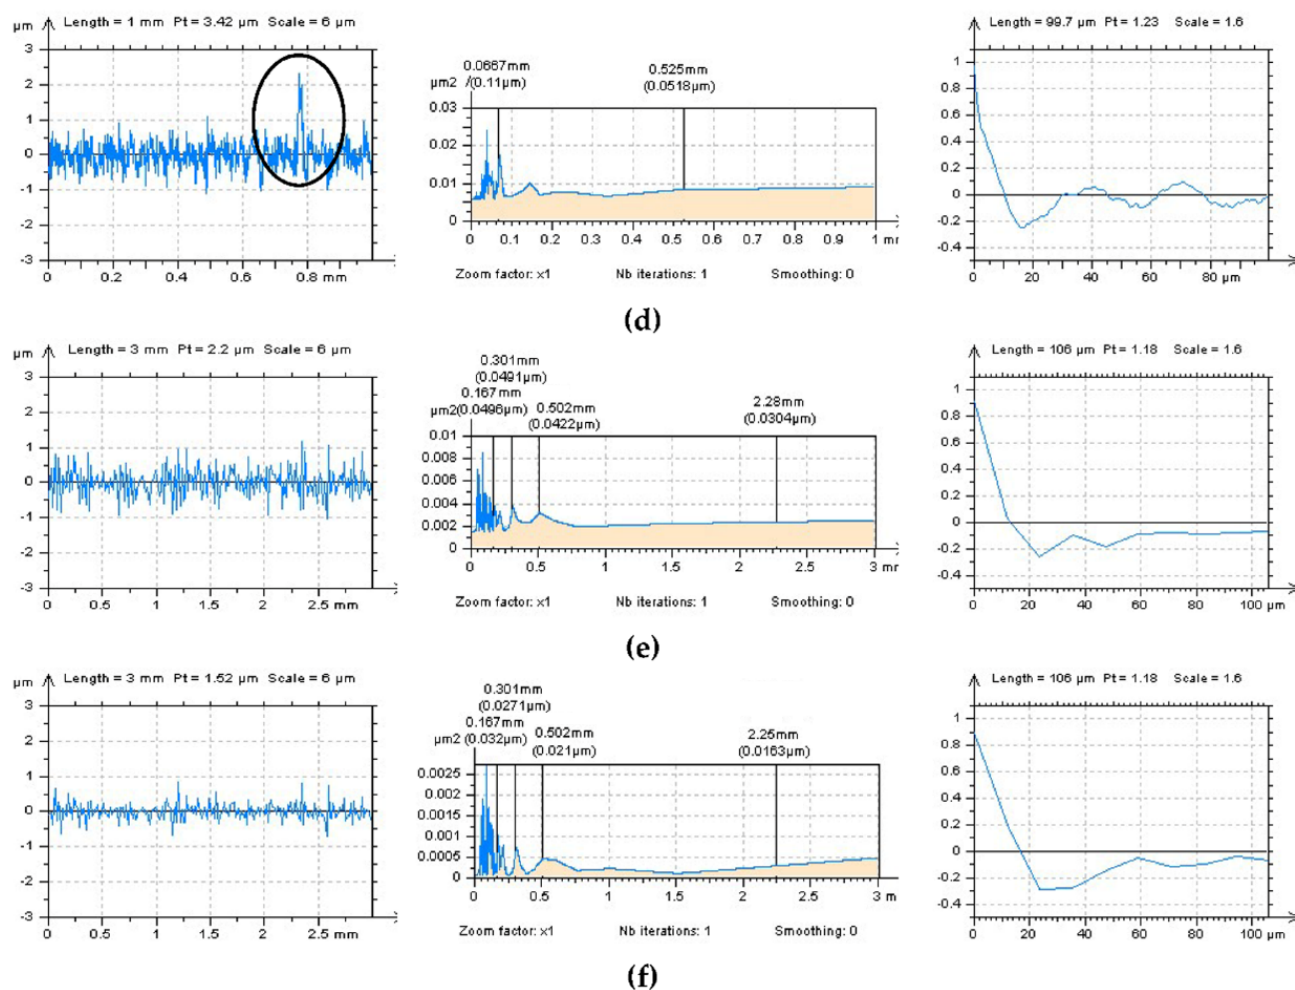 µm Length = 1 mm Pt = 3.42 µm Scale = 6 µm
3
2
1
0
-1
-2
-3
0 0.2 0.4 0.6 0.8 mm
0.0667mm
(0.11µm)
0.525mm
(0.0518µm)
µm2
0.03
0.02
0.01
0
0 0.1 0.2 0.3 0.4 0.5 0.6 0.7 0.8 0.9 1 mm
Zoom factor: x1 Nb iterations: 1 Smoothing: 0
Length = 99.7 µm Pt = 1.23 Scale = 1.6
1
0.8
0.6
0.4
0.2
0
-0.2
-0.4
0 20 40 60 80 µm
(d)
µm Length = 3 mm Pt = 2.2 µm Scale = 6 µm
3
2
1
0
-1
-2
-3
0 0.5 1 1.5 2 2.5 mm
0.301mm
(0.0491µm)
0.167mm
µm2(0.0496µm)
0.502mm
(0.0422µm)
2.28mm
(0.0304µm)
0.01
0.008
0.006
0.004
0.002
0
0 0.5 1 1.5 2 2.5 3 mm
Zoom factor: x1 Nb iterations: 1 Smoothing: 0
Length = 106 µm Pt = 1.18 Scale = 1.6
1
0.8
0.6
0.4
0.2
0
-0.2
-0.4
0 20 40 60 80 100 µm
(e)
µm Length = 3 mm Pt = 1.52 µm Scale = 6 µm
3
2
1
0
-1
-2
-3
0 0.5 1 1.5 2 2.5 mm
0.301mm
(0.0271µm)
0.167mm
µm2 (0.032µm)
0.502mm
(0.021µm)
2.25mm
(0.0163µm)
0.0025
0.002
0.0015
0.001
0.0005
0
0 0.5 1 1.5 2 2.5 3 m
Zoom factor: x1 Nb iterations: 1 Smoothing: 0
Length = 106 µm Pt = 1.18 Scale = 1.6
1
0.8
0.6
0.4
0.2
0
-0.2
-0.4
0 20 40 60 80 100 µm
(f)